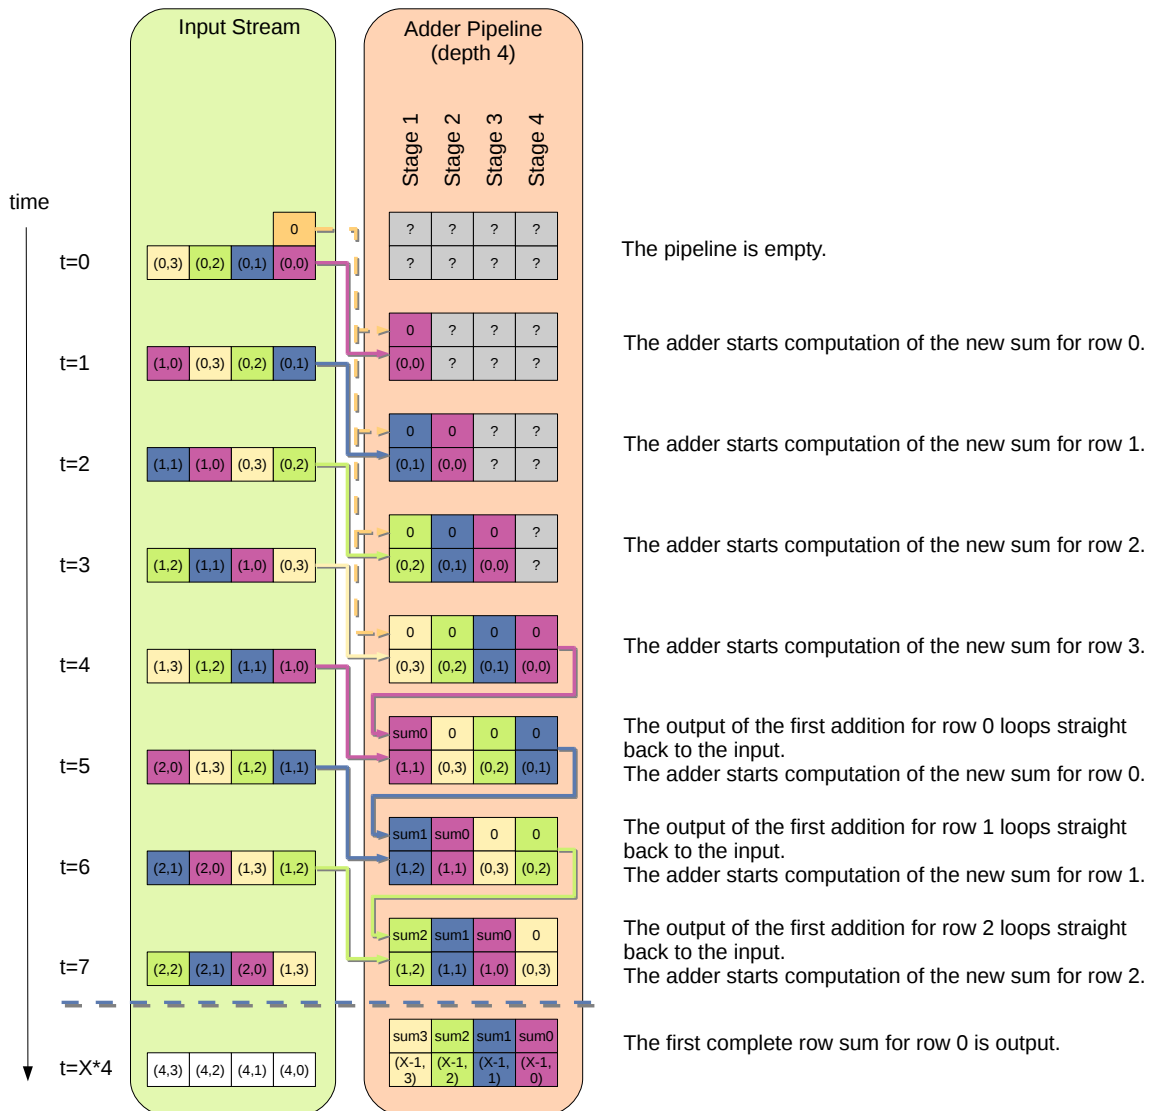 Input Stream
Adder Pipeline
(depth 4)
Stage 1
Stage 2
Stage 3
Stage 4
time
0
? ? ? ?
t=0
(0,3) (0,2) (0,1) (0,0)
? ? ? ?
The pipeline is empty.
0 ? ? ?
t=1
(1,0) (0,3) (0,2) (0,1)
(0,0) ? ? ?
The adder starts computation of the new sum for row 0.
0 0 ? ?
t=2
(1,1) (1,0) (0,3) (0,2)
(0,1) (0,0) ? ?
The adder starts computation of the new sum for row 1.
0 0 0 ?
t=3
(1,2) (1,1) (1,0) (0,3)
(0,2) (0,1) (0,0) ?
The adder starts computation of the new sum for row 2.
0 0 0 0
t=4
(1,3) (1,2) (1,1) (1,0)
(0,3) (0,2) (0,1) (0,0)
The adder starts computation of the new sum for row 3.
sum0 0 0 0
t=5
(2,0) (1,3) (1,2) (1,1)
(1,1) (0,3) (0,2) (0,1)
The output of the first addition for row 0 loops straight
back to the input.
The adder starts computation of the new sum for row 0.
sum1 sum0 0 0
t=6
(2,1) (2,0) (1,3) (1,2)
(1,2) (1,1) (0,3) (0,2)
The output of the first addition for row 1 loops straight
back to the input.
The adder starts computation of the new sum for row 1.
sum2 sum1 sum0 0
t=7
(2,2) (2,1) (2,0) (1,3)
(1,2) (1,1) (1,0) (0,3)
The output of the first addition for row 2 loops straight
back to the input.
The adder starts computation of the new sum for row 2.
sum3 sum2 sum1 sum0
t=X*4
(4,3) (4,2) (4,1) (4,0)
(X-1, (X-1, (X-1, (X-1,
3) 2) 1) 0)
The first complete row sum for row 0 is output.